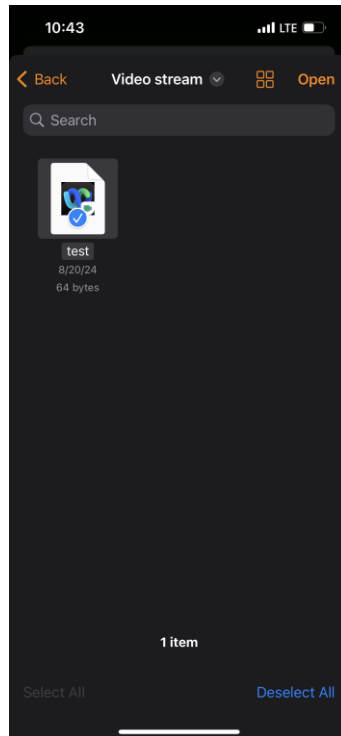 10:43
LTE
Back
Video stream
Open
Search
test
8/20/24
64 bytes
1 item
Select All
Deselect All